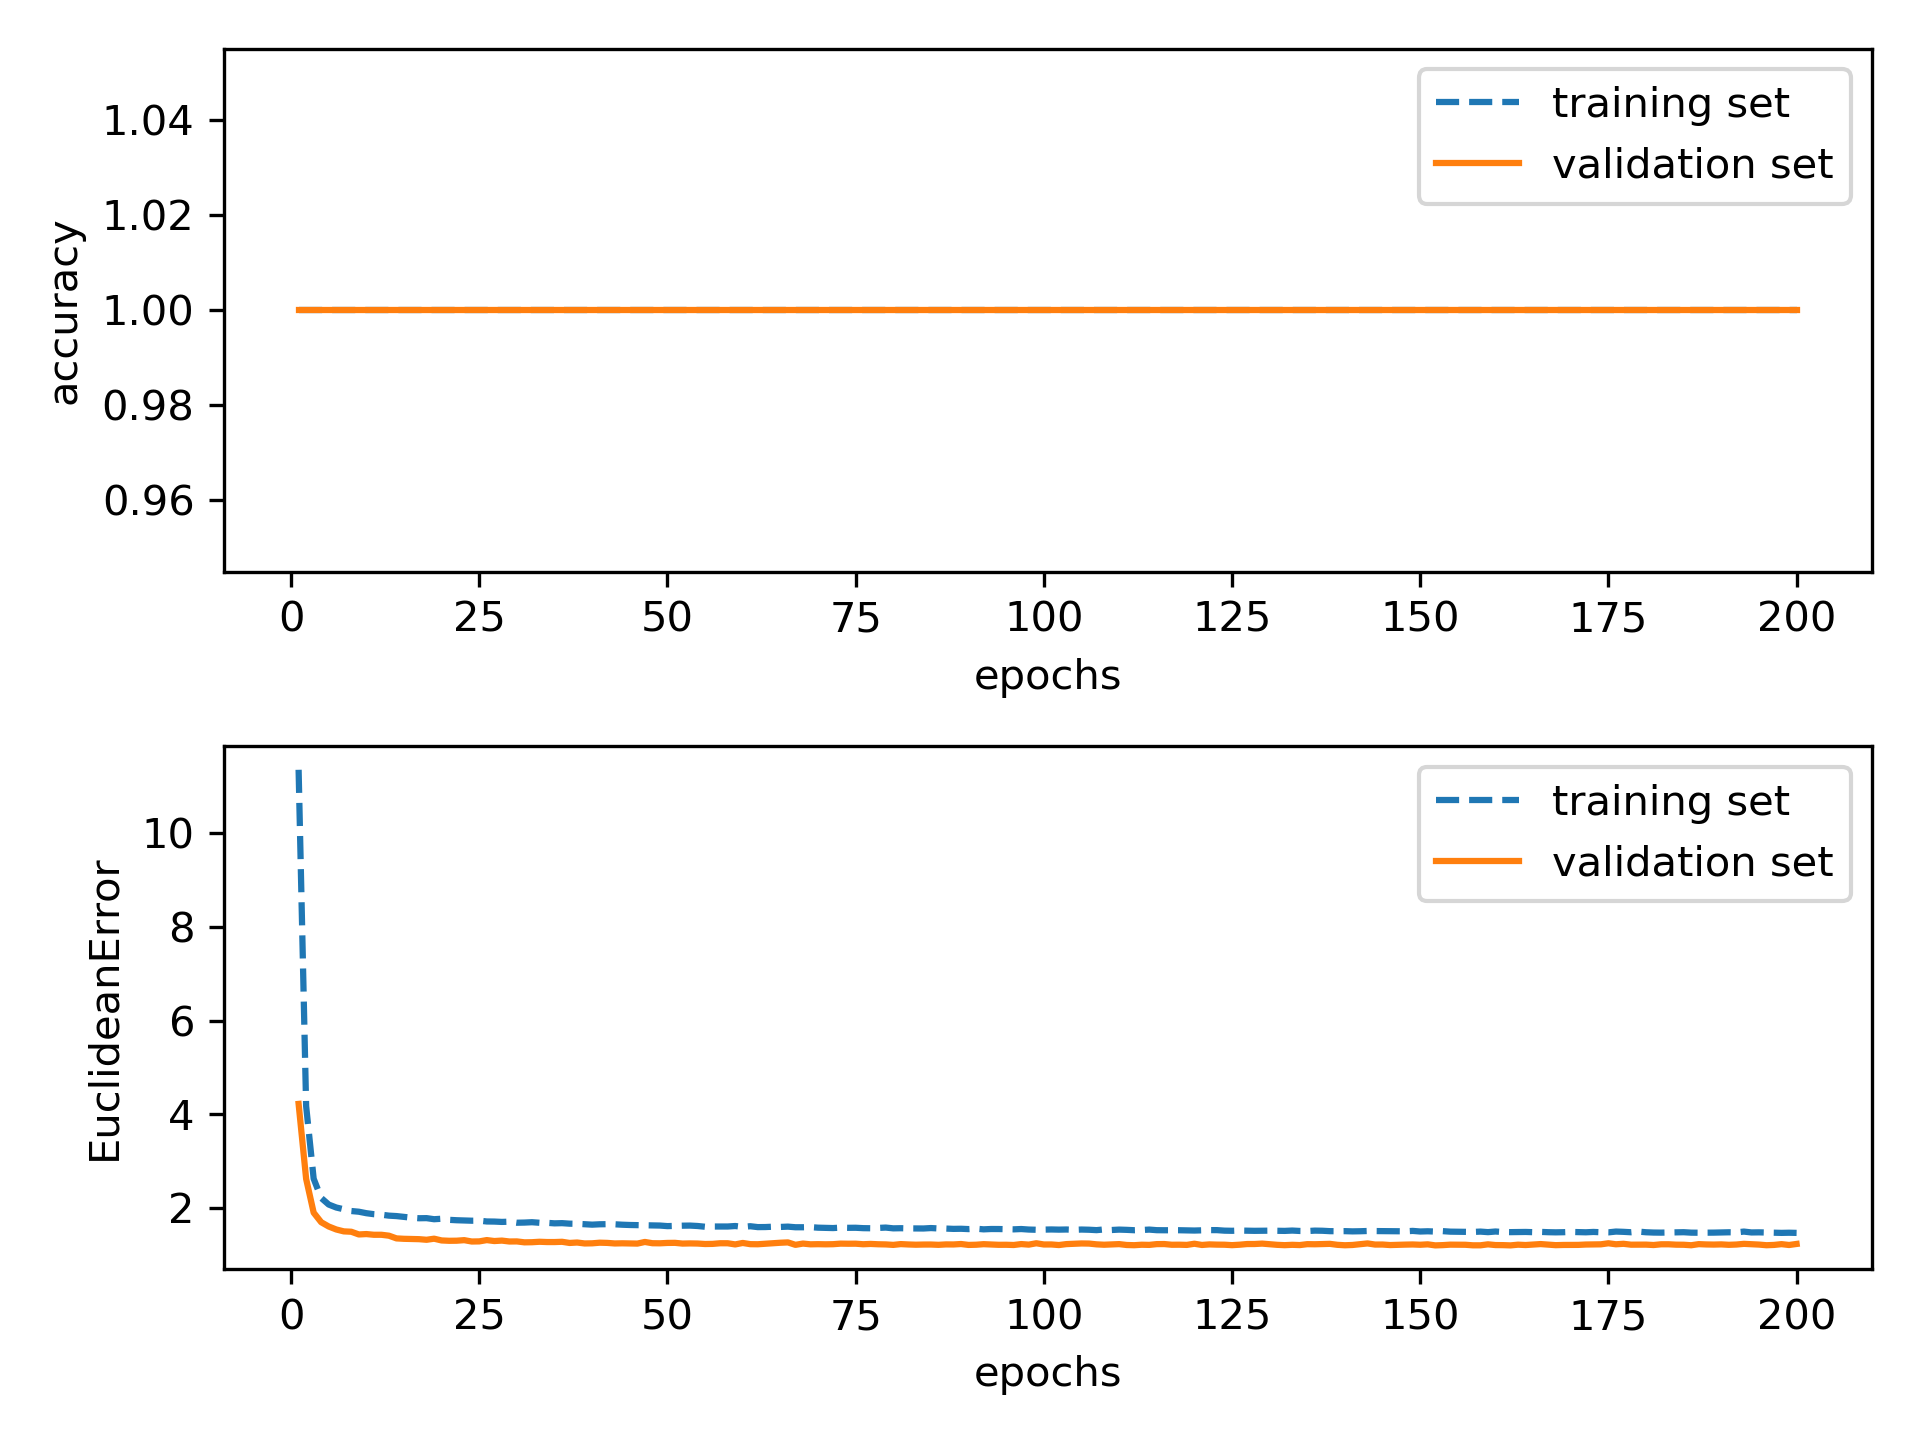 accuracy
1.04
1.02
1.00
0.98
0.96
training set
validation set
0 25 50 75 100 125 150 175 200
epochs
EuclideanError
10
8
6
4
2
training set
validation set
0 25 50 75 100 125 150 175 200
epochs